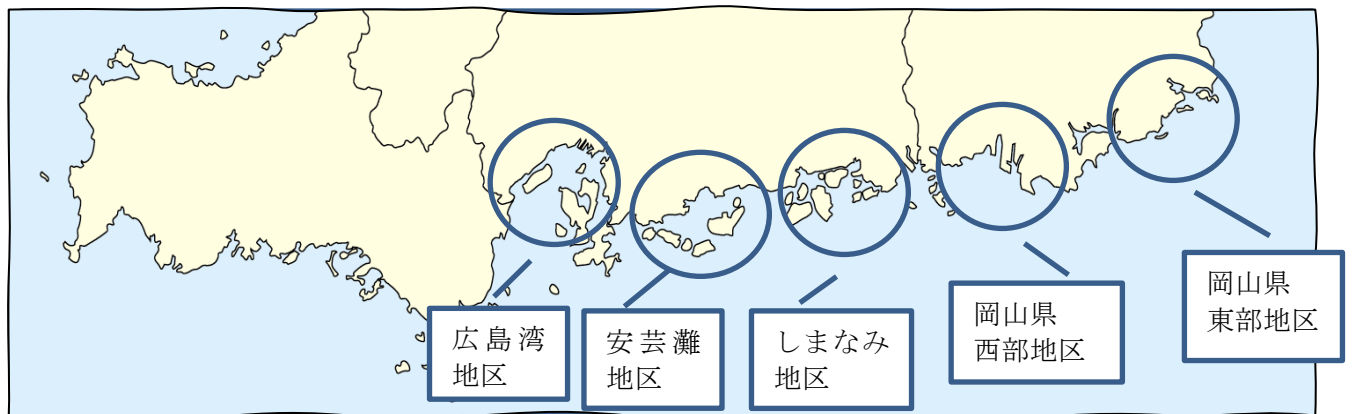 広島湾
地区
安芸灘
地区
しまなみ
地区
岡山県
西部地区
岡山県
東部地区